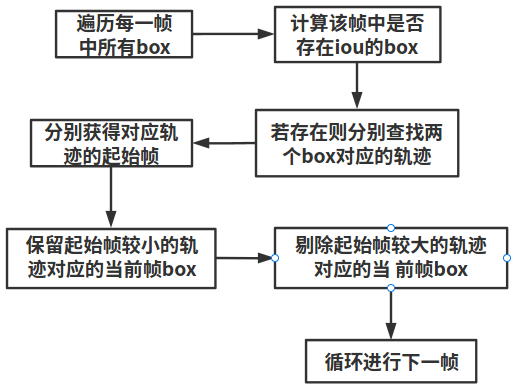 遍历每一帧
中所有box
计算该帧中是否
存在iou的box
若存在则分别查找两
个box对应的轨迹
分别获得对应轨
迹的起始帧
保留起始帧较小的轨
迹对应的当前帧box
剔除起始帧较大的轨迹
对应的当 前帧box
循环进行下一帧